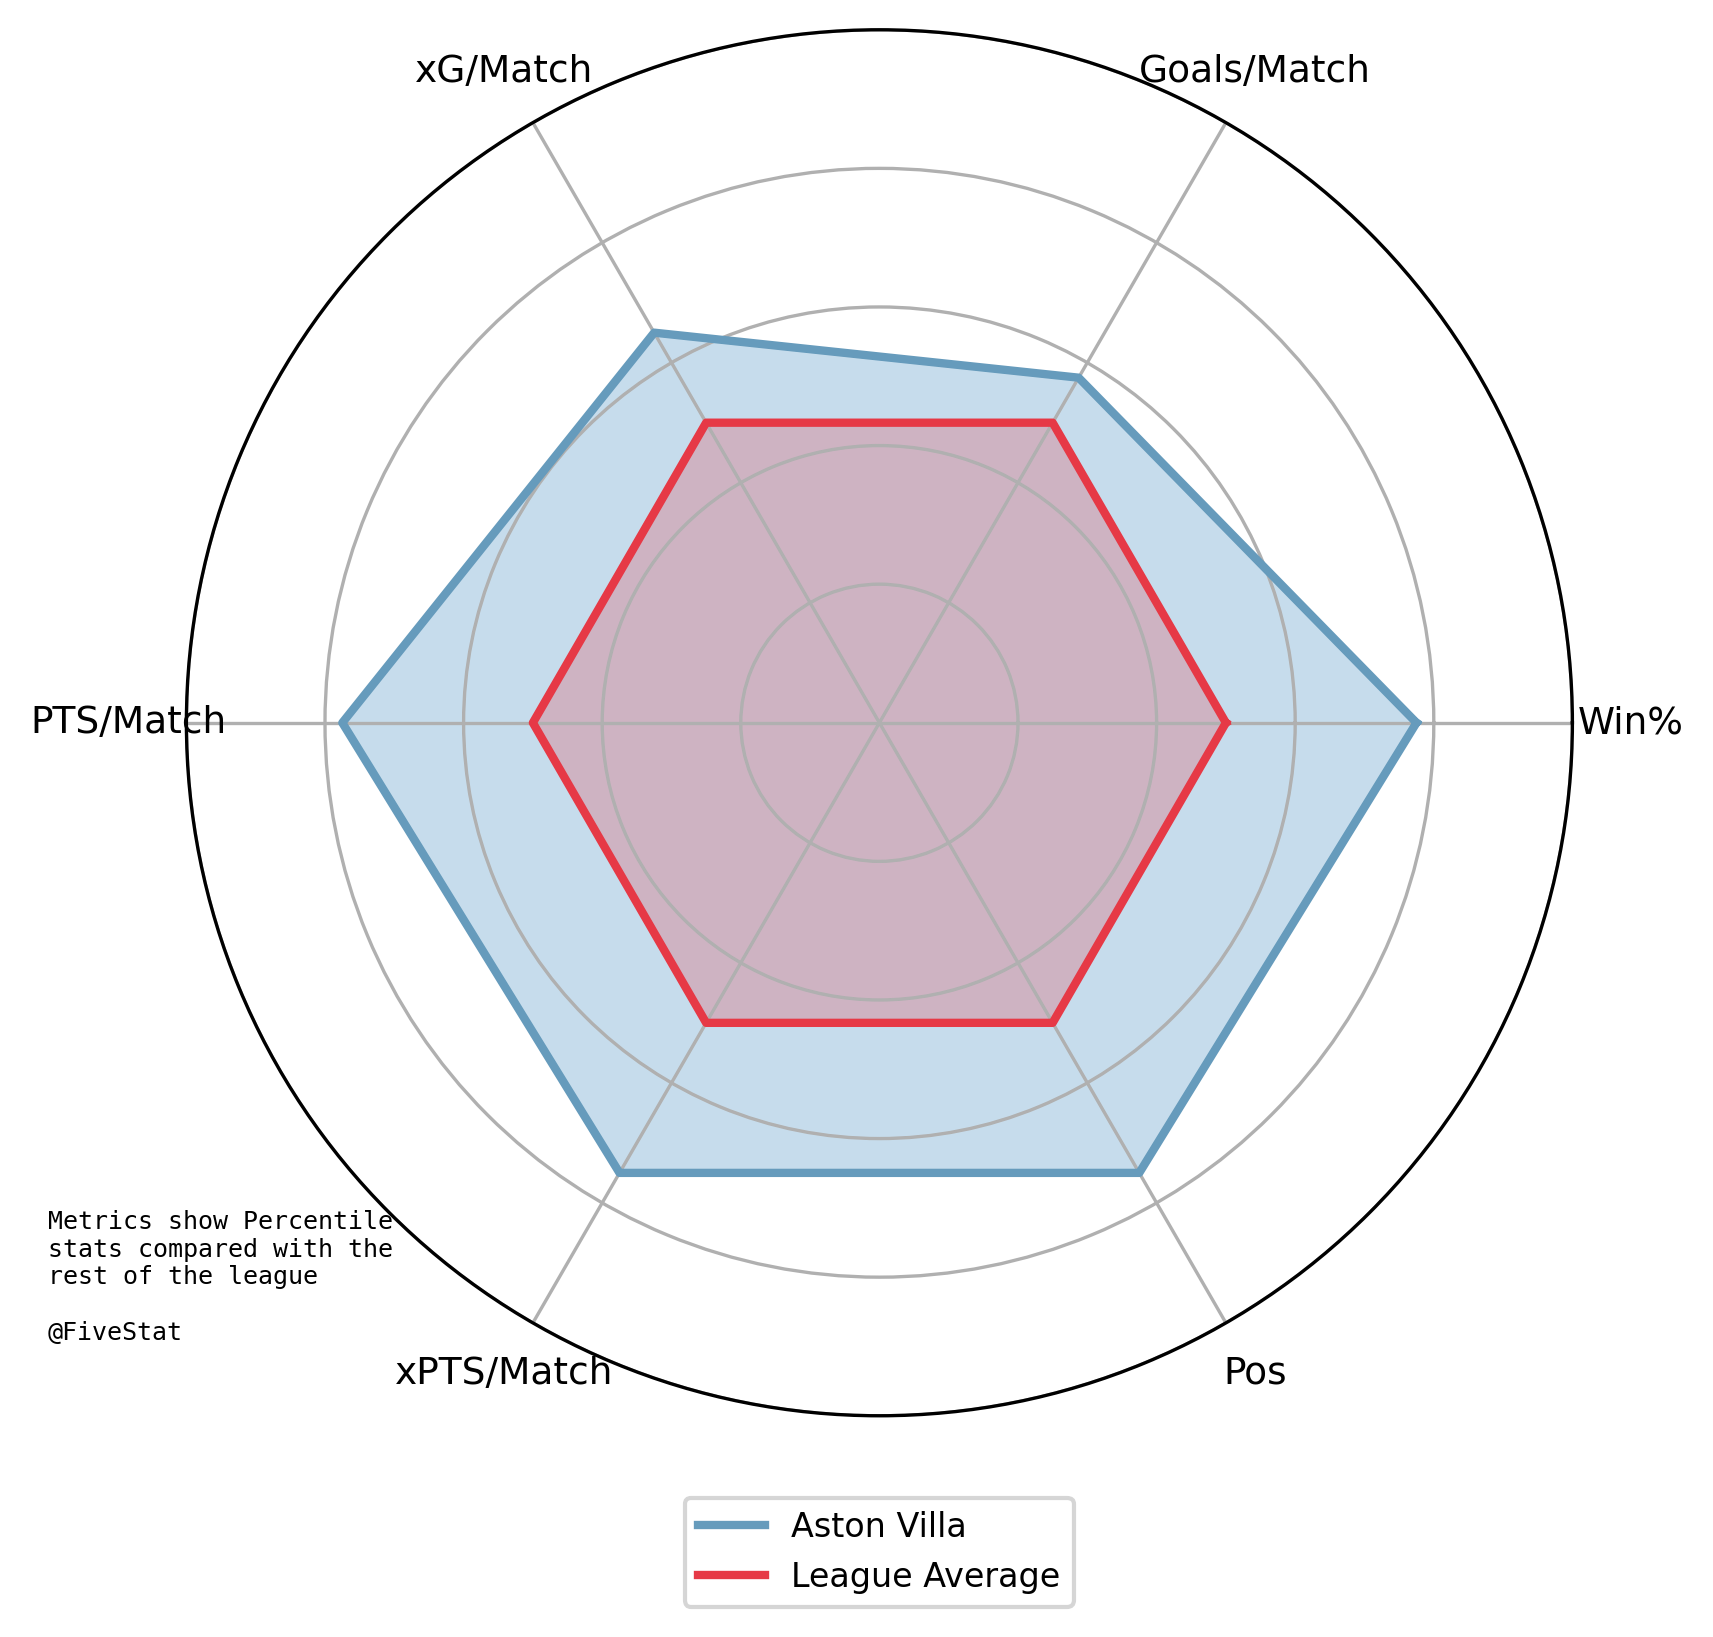 xG/Match
Goals/Match
PTS/Match
Win%
Metrics show Percentile
stats compared with the
rest of the league
@FiveStat
xPTS/Match
Pos
Aston Villa
League Average